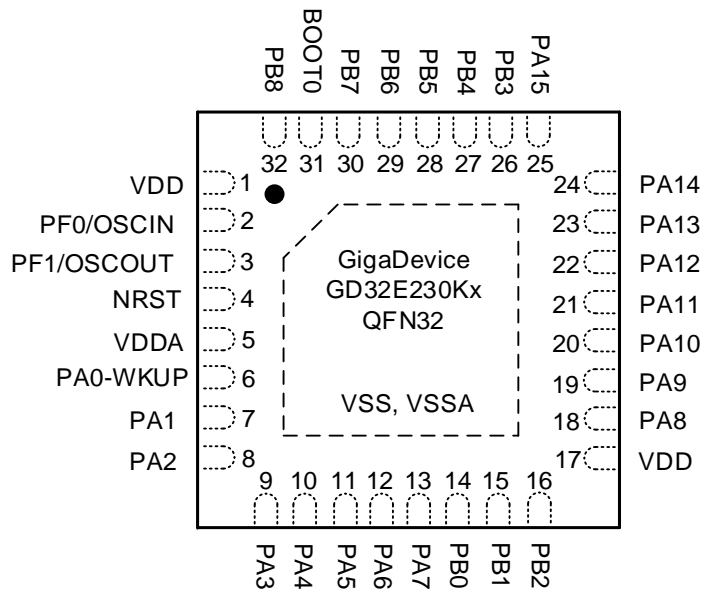 PB8
BOOT0
PB7
PB6
PB5
PB4
PB3
PA15
32
31
30
29
28
27
26
25
VDD
1
PF0/OSCIN
2
PF1/OSCOUT
3
NRST
4
VDDA
5
PA0-WKUP
6
PA1
7
PA2
8
GigaDevice
GD32E230Kx
QFN32
VSS, VSSA
24
PA14
23
PA13
22
PA12
21
PA11
20
PA10
19
PA9
18
PA8
17
VDD
9
10
11
12
13
14
15
16
PA3
PA4
PA5
PA6
PA7
PB0
PB1
PB2